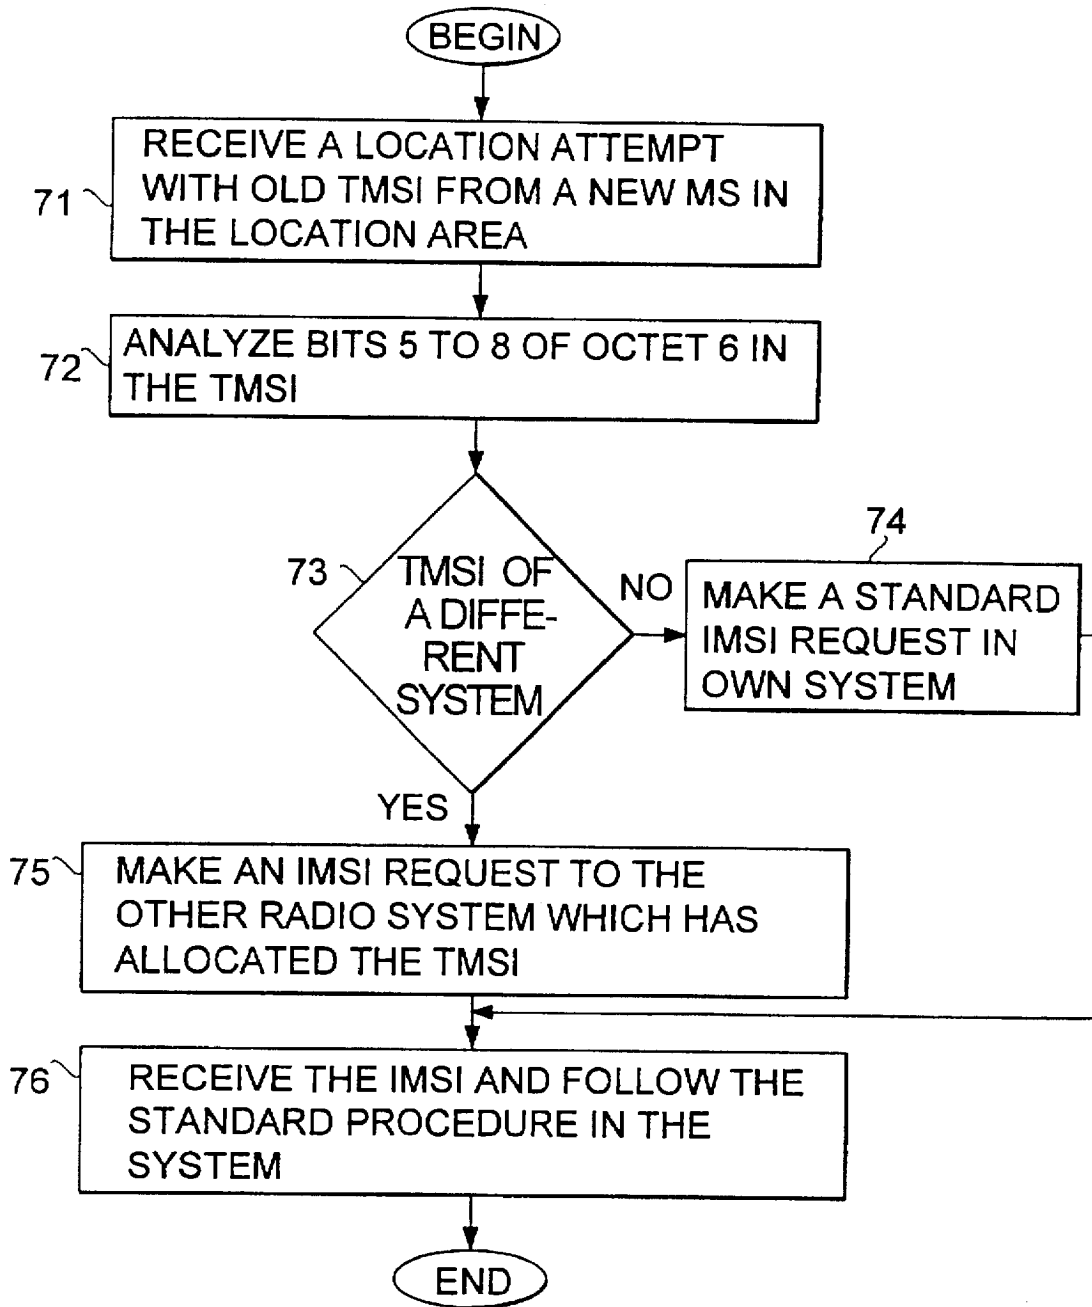 BEGIN
71
RECEIVE A LOCATION ATTEMPT
WITH OLD TMSI FROM A NEW MS IN
THE LOCATION AREA
72
ANALYZE BITS 5 TO 8 OF OCTET 6 IN
THE TMSI
73
TMSI OF
A DIFFE-
RENT
SYSTEM
NO
74
MAKE A STANDARD
IMSI REQUEST IN
OWN SYSTEM
YES
75
MAKE AN IMSI REQUEST TO THE
OTHER RADIO SYSTEM WHICH HAS
ALLOCATED THE TMSI
76
RECEIVE THE IMSI AND FOLLOW THE
STANDARD PROCEDURE IN THE
SYSTEM
END